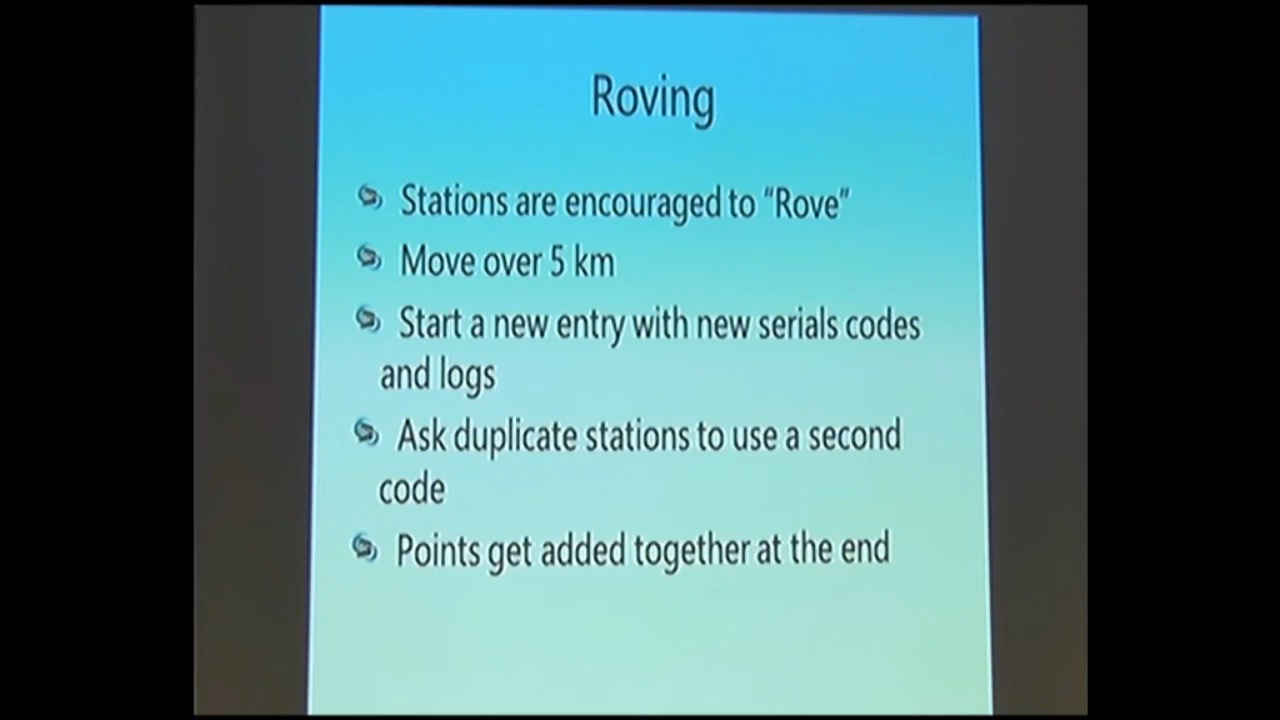 Roving
Stations are encouraged to “Rove”
Move over 5 km
Start a new entry with new serials codes
and logs
Ask duplicate stations to use a second
code
Points get added together at the end